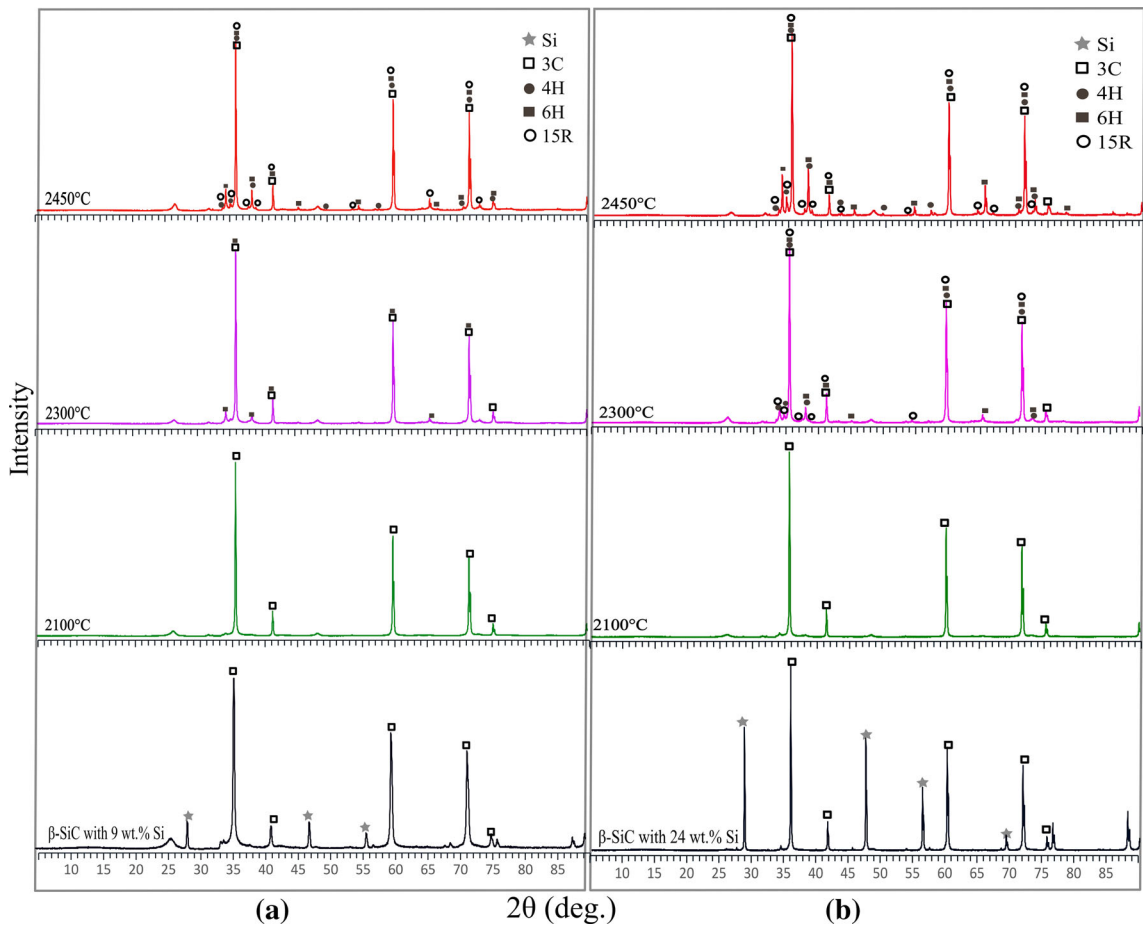 Intensity
Si
3C
4H
6H
15R
2450°C
2300°C
2100°C
β-SiC with 9 wt.% Si
10 15 20 25 30 35 40 45 50 55 60 65 70 75 85
(a)
Si
3C
4H
6H
15R
2450°C
2300°C
2100°C
β-SiC with 24 wt.% Si
10 15 20 25 30 35 40 45 50 55 60 65 70 75 85
(b)
2θ (deg.)